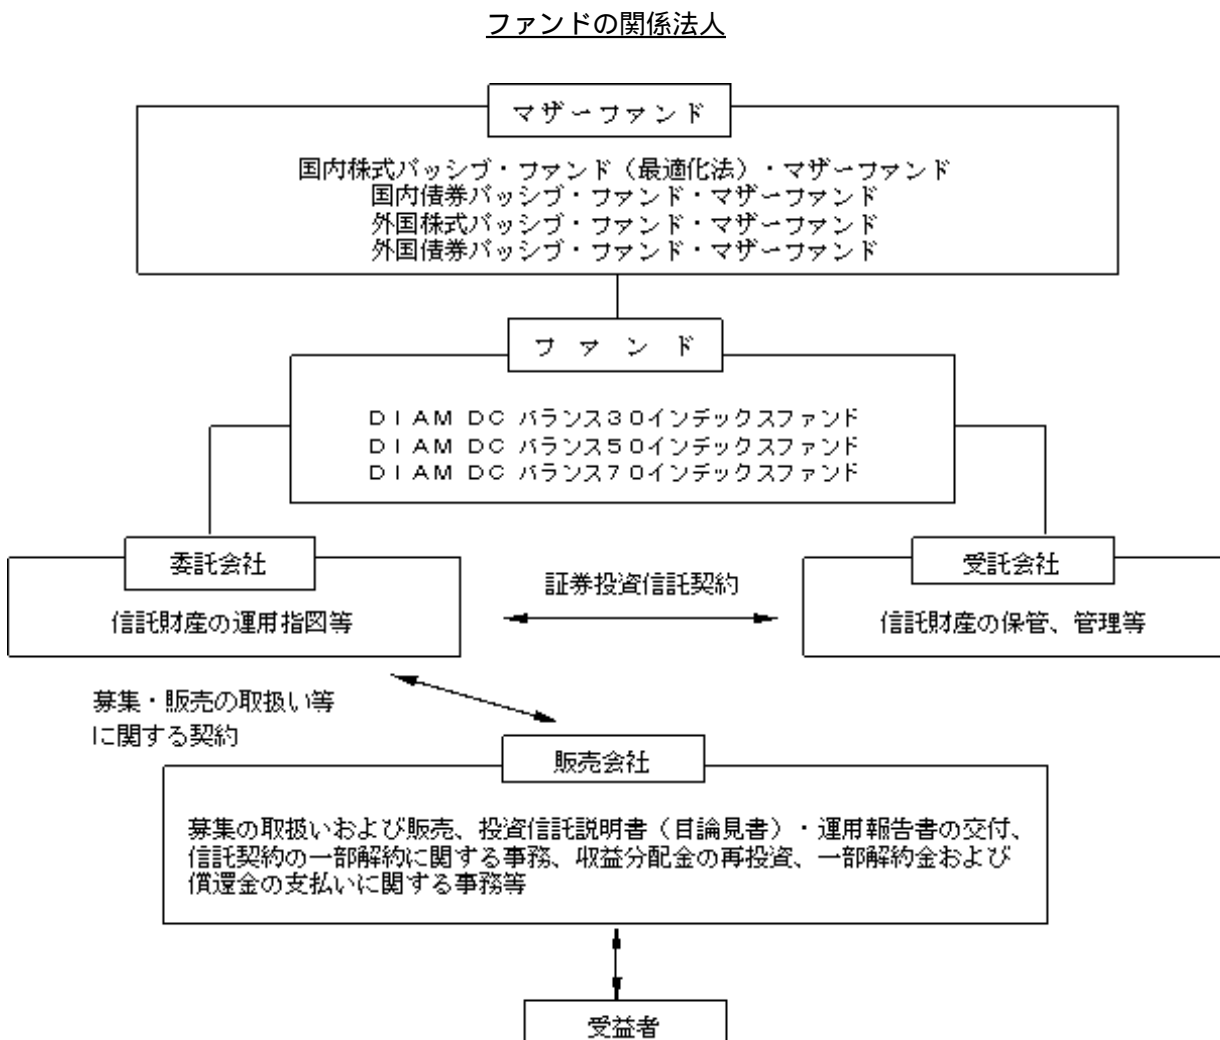 ファンドの関係法人
マザーファンド
国内株式パッシブ・ファンド（最適化法）・マザーファンド
国内債券パッシブ・ファンド・マザーファンド
外国株式パッシブ・ファンド・マザーファンド
外国債券パッシブ・ファンド・マザーファンド
ファンド
ＤＩＡＭ ＤＣ バランス３０インデックスファンド
ＤＩＡＭ ＤＣ バランス５０インデックスファンド
ＤＩＡＭ ＤＣ バランス７０インデックスファンド
委託会社
信託財産の運用指図等
証券投資信託契約
受託会社
信託財産の保管、管理等
募集・販売の取扱い等
に関する契約
販売会社
募集の取扱いおよび販売、投資信託説明書（目論見書）・運用報告書の交付、
信託契約の一部解約に関する事務、収益分配金の再投資、一部解約金および
償還金の支払いに関する事務等
受益者